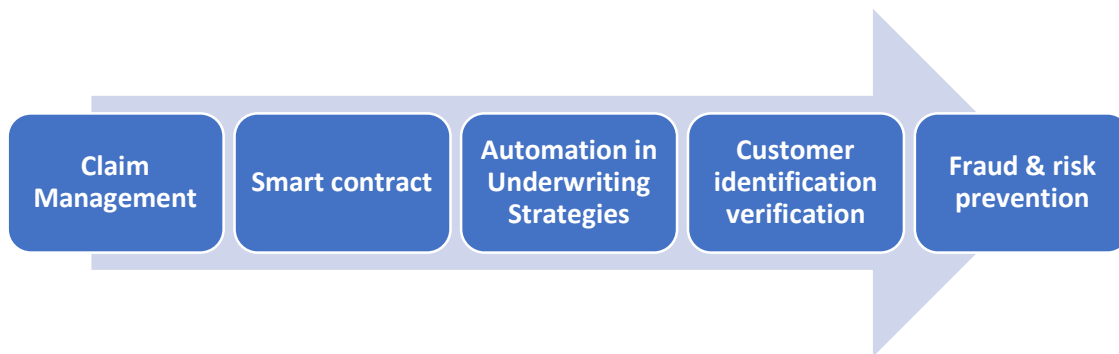 Claim
Management
Smart contract
Automation in
Underwriting
Strategies
Customer
identification
verification
Fraud & risk
prevention